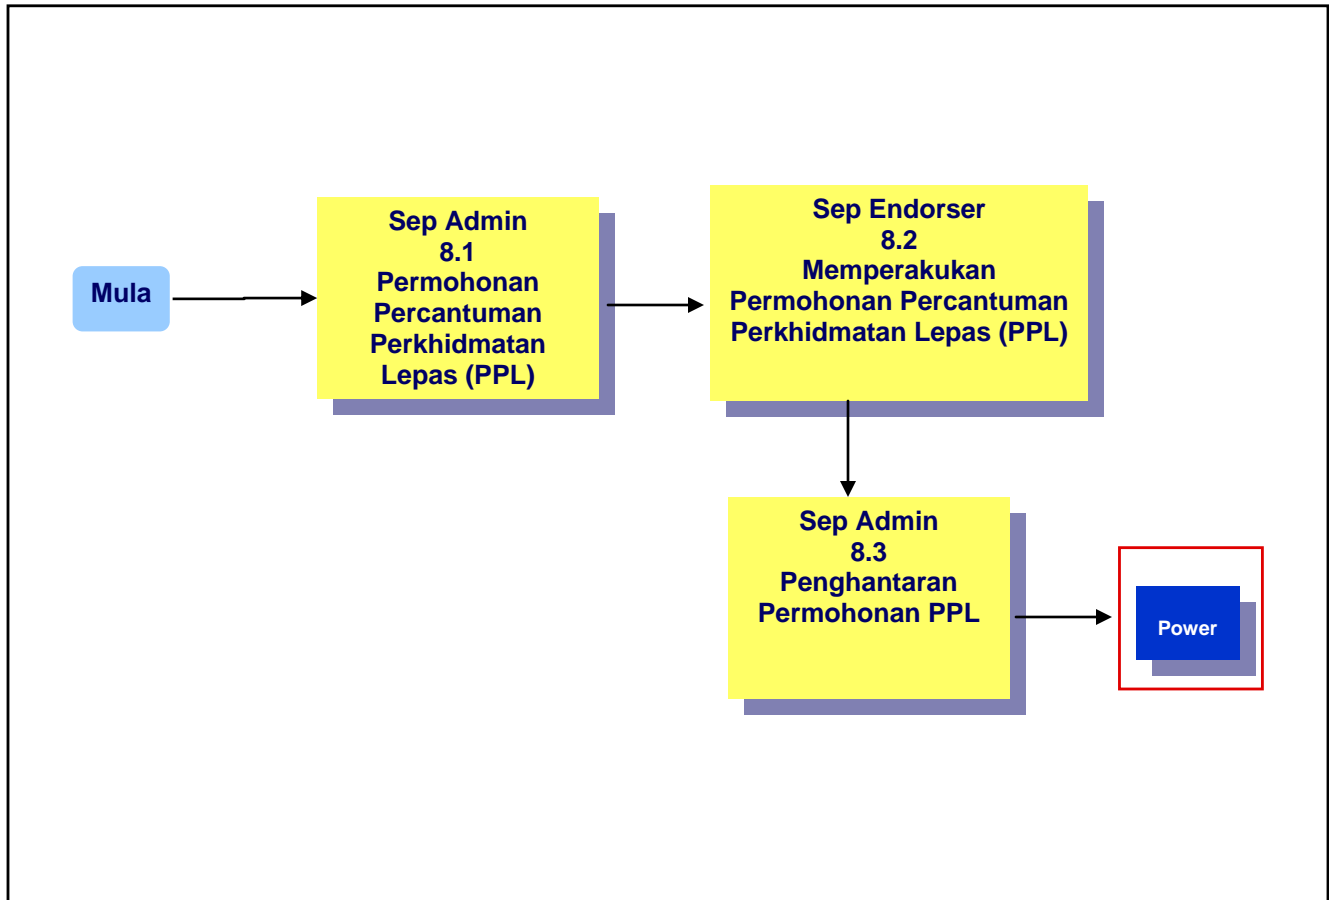 Mula
Sep Admin
8.1
Permohonan
Percantuman
Perkhidmatan
Lepas (PPL)
Sep Endorser
8.2
Memperakukan
Permohonan Percantuman
Perkhidmatan Lepas (PPL)
Sep Admin
8.3
Penghantaran
Permohonan PPL
Power